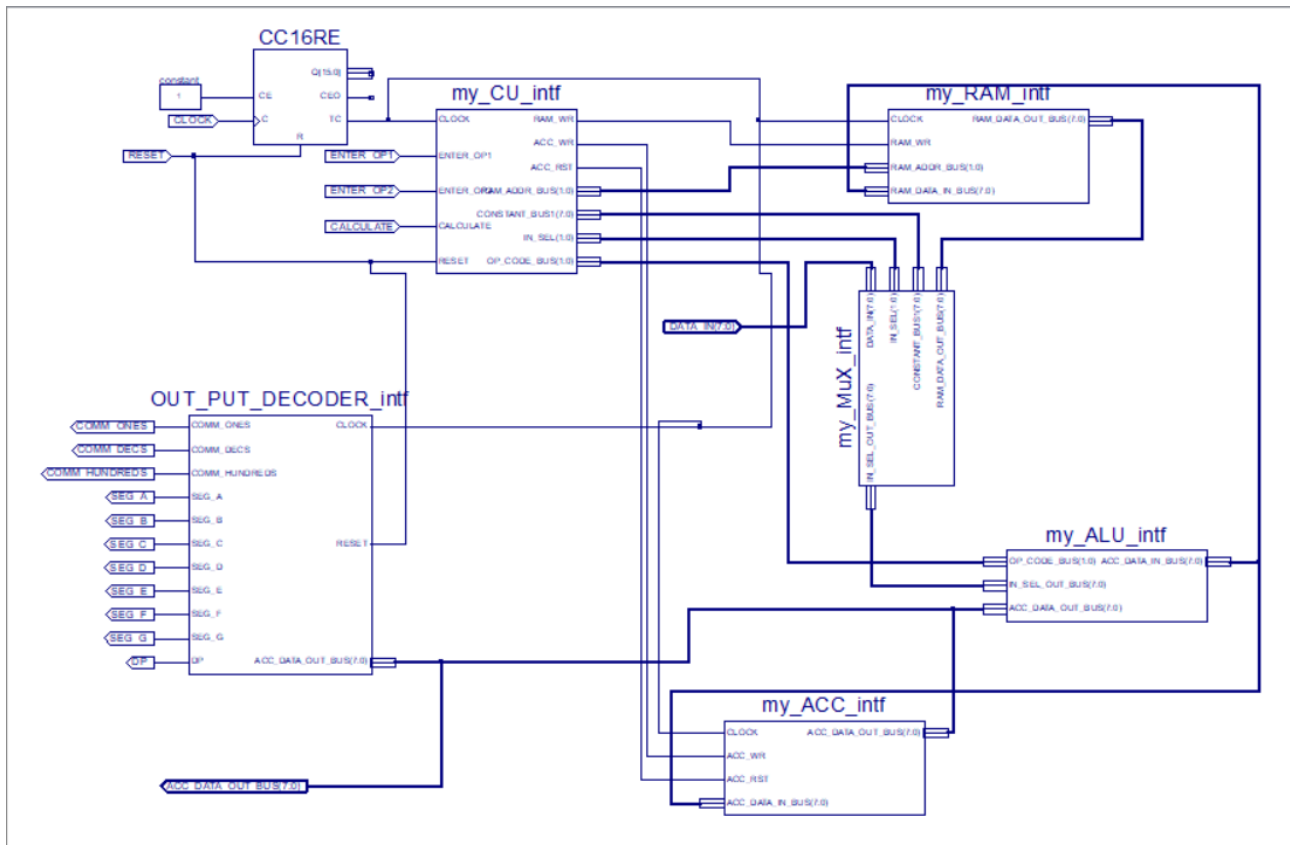 CC16RE
Q[15:0]
constant
1
CE
CEO
CLOCK
C
TC
R
RESET
my_CU_intf
CLOCK
RAM_WR
ACC_WR
ENTER_OP1
ENTER_OP1
ACC_RST
ENTER_OP2
RAM_ADDR_BUS(1:0)
CONSTANT_BUS1(7:0)
CALCULATE
CALCULATE
IN_SEL(1:0)
RESET
OP_CODE_BUS(1:0)
my_RAM_intf
CLOCK
RAM_DATA_OUT_BUS(7:0)
RAM_WR
RAM_ADDR_BUS(1:0)
RAM_DATA_IN_BUS(7:0)
DATA_IN(7:0)
my_MuX_intf
DATA_IN(7:0)
IN_SEL(1:0)
CONSTANT_BUS1(7:0)
RAM_DATA_OUT_BUS(7:0)
IN_SEL_OUT_BUS(7:0)
OUT_PUT_DECODER_intf
COMM_ONES
COMM_ONES
CLOCK
COMM_DECS
COMM_DECS
COMM_HUNDREDS
COMM_HUNDREDS
SEG_A
SEG_A
SEG_B
SEG_B
SEG_C
SEG_C
RESET
SEG_D
SEG_D
SEG_E
SEG_E
SEG_F
SEG_F
SEG_G
SEG_G
DP
DP
ACC_DATA_OUT_BUS(7:0)
my_ALU_intf
OP_CODE_BUS(1:0)
ACC_DATA_IN_BUS(7:0)
IN_SEL_OUT_BUS(7:0)
ACC_DATA_OUT_BUS(7:0)
my_ACC_intf
CLOCK
ACC_DATA_OUT_BUS(7:0)
ACC_WR
ACC_RST
ACC_DATA_IN_BUS(7:0)
ACC_DATA_OUT_BUS(7:0)